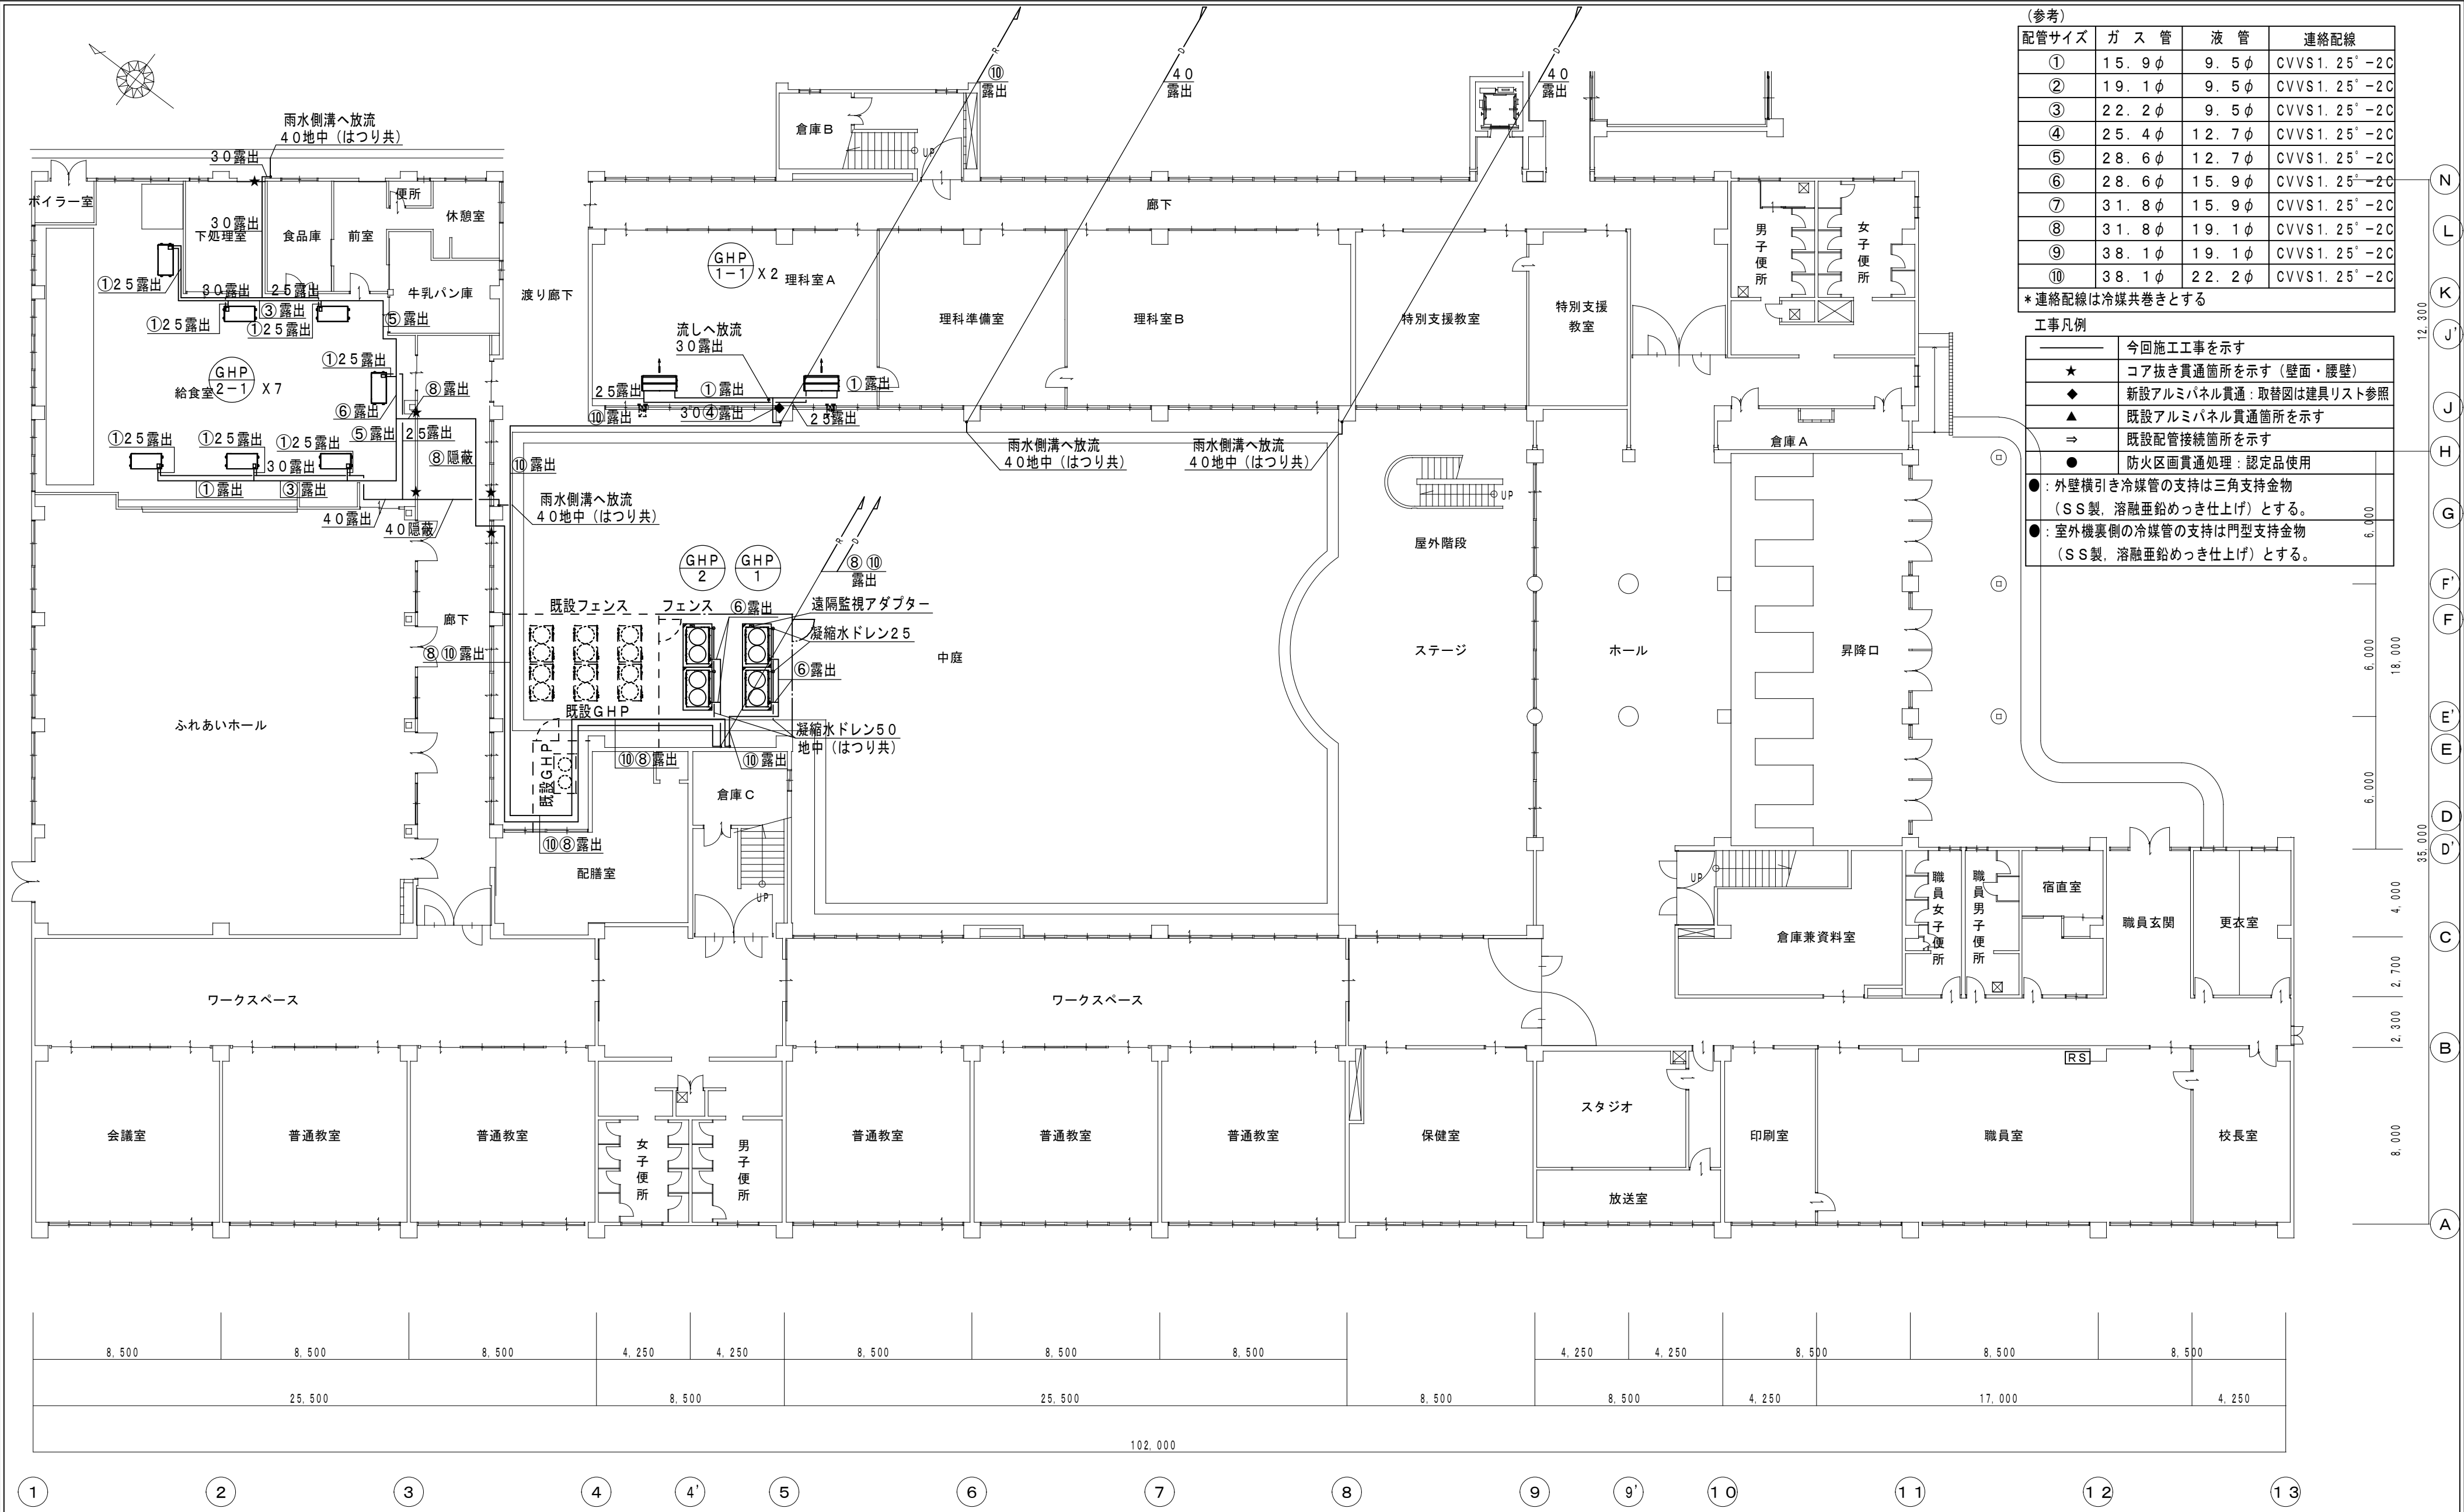 (参考)
配管サイズ ガス管 液管 連絡配線
① 15.9φ 9.5φ CVVS1.25°-2C
② 19.1φ 9.5φ CVVS1.25°-2C
③ 22.2φ 9.5φ CVVS1.25°-2C
④ 25.4φ 12.7φ CVVS1.25°-2C
⑤ 28.6φ 12.7φ CVVS1.25°-2C
⑥ 28.6φ 15.9φ CVVS1.25°-2C
⑦ 31.8φ 15.9φ CVVS1.25°-2C
⑧ 31.8φ 19.1φ CVVS1.25°-2C
⑨ 38.1φ 19.1φ CVVS1.25°-2C
⑩ 38.1φ 22.2φ CVVS1.25°-2C
*連絡配線は冷媒共巻きとする
工事凡例
今回施工工事を示す
★ コア抜き貫通箇所を示す(壁面・腰壁)
◆ 新設アルミパネル貫通:取替図は建具リスト参照
▲ 既設アルミパネル貫通箇所を示す
⇒ 既設配管接続箇所を示す
● 防火区画貫通処理:認定品使用
●:外壁横引き冷媒管の支持は三角支持金物
(SS製,溶融亜鉛めっき仕上げ)とする。
●:室外機裏側の冷媒管の支持は門型支持金物
(SS製,溶融亜鉛めっき仕上げ)とする。
雨水側溝へ放流
40地中(はつり共)
30露出
ボイラー室
下処理室
30露出
食品庫
前室
便所
休憩室
牛乳パン庫
①25露出
30露出
25露出
①25露出
③露出
①25露出
⑤露出
①25露出
GHP
2-1
X7
給食室
⑧露出
⑥露出
⑤露出
25露出
①25露出
①25露出
①25露出
30露出
①露出
③露出
⑧隠蔽
40露出
40隠蔽
渡り廊下
倉庫B
UP
R
⑩
露出
D
40
露出
D
40
露出
廊下
GHP
1-1
X2
理科室A
理科準備室
理科室B
特別支援教室
特別支援
教室
男子便所
女子便所
流しへ放流
30露出
25露出
①露出
①露出
⑩露出
30④露出
25露出
⑩露出
雨水側溝へ放流
40地中(はつり共)
雨水側溝へ放流
40地中(はつり共)
雨水側溝へ放流
40地中(はつり共)
倉庫A
UP
屋外階段
R
D
GHP
2
GHP
1
⑧⑩
露出
既設フェンス
フェンス
⑥露出
遠隔監視アダプター
凝縮水ドレン25
⑥露出
既設GHP
凝縮水ドレン50
地中(はつり共)
⑩⑧露出
⑩露出
既設GHP
⑧⑩露出
⑩⑧露出
廊下
ふれあいホール
中庭
ステージ
ホール
昇降口
倉庫C
UP
配膳室
UP
倉庫兼資料室
職員女子便所
職員男子便所
宿直室
職員玄関
更衣室
ワークスペース
ワークスペース
RS
会議室
普通教室
普通教室
女子便所
男子便所
普通教室
普通教室
普通教室
保健室
スタジオ
放送室
印刷室
職員室
校長室
N
L
K
J'
J
H
G
F'
F
E'
E
D
D'
C
B
A
12,300
6,000
6,000
18,000
6,000
35,000
4,000
2,700
2,300
8,000
8,500 8,500 8,500 4,250 4,250 8,500 8,500 8,500 4,250 4,250 8,500 8,500 8,500
25,500 8,500 25,500 8,500 8,500 4,250 17,000 4,250
102,000
1 2 3 4 4' 5 6 7 8 9 9' 10 11 12 13